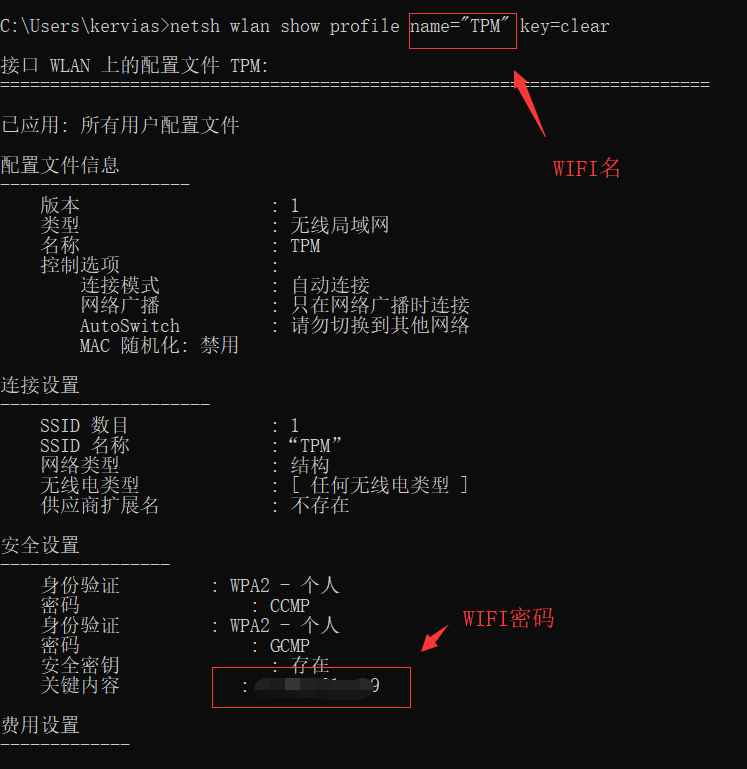 C:\Users\kervias>netsh wlan show profile name="TPM" key=clear
接口 WLAN 上的配置文件 TPM:
=======================================================================
WIFI名
已应用: 所有用户配置文件
配置文件信息
-------------------
版本 : 1
类型 : 无线局域网
名称 : TPM
控制选项 :
连接模式 : 自动连接
网络广播 : 只在网络广播时连接
AutoSwitch : 请勿切换到其他网络
MAC 随机化: 禁用
连接设置
---------------------
SSID 数目 : 1
SSID 名称 :“TPM”
网络类型 : 结构
无线电类型 : [ 任何无线电类型 ]
供应商扩展名 : 不存在
安全设置
-----------------
身份验证 : WPA2 - 个人
密码 : CCMP
身份验证 : WPA2 - 个人
WIFI密码
密码 : GCMP
安全密钥 : 存在
关键内容 :
费用设置
-------------